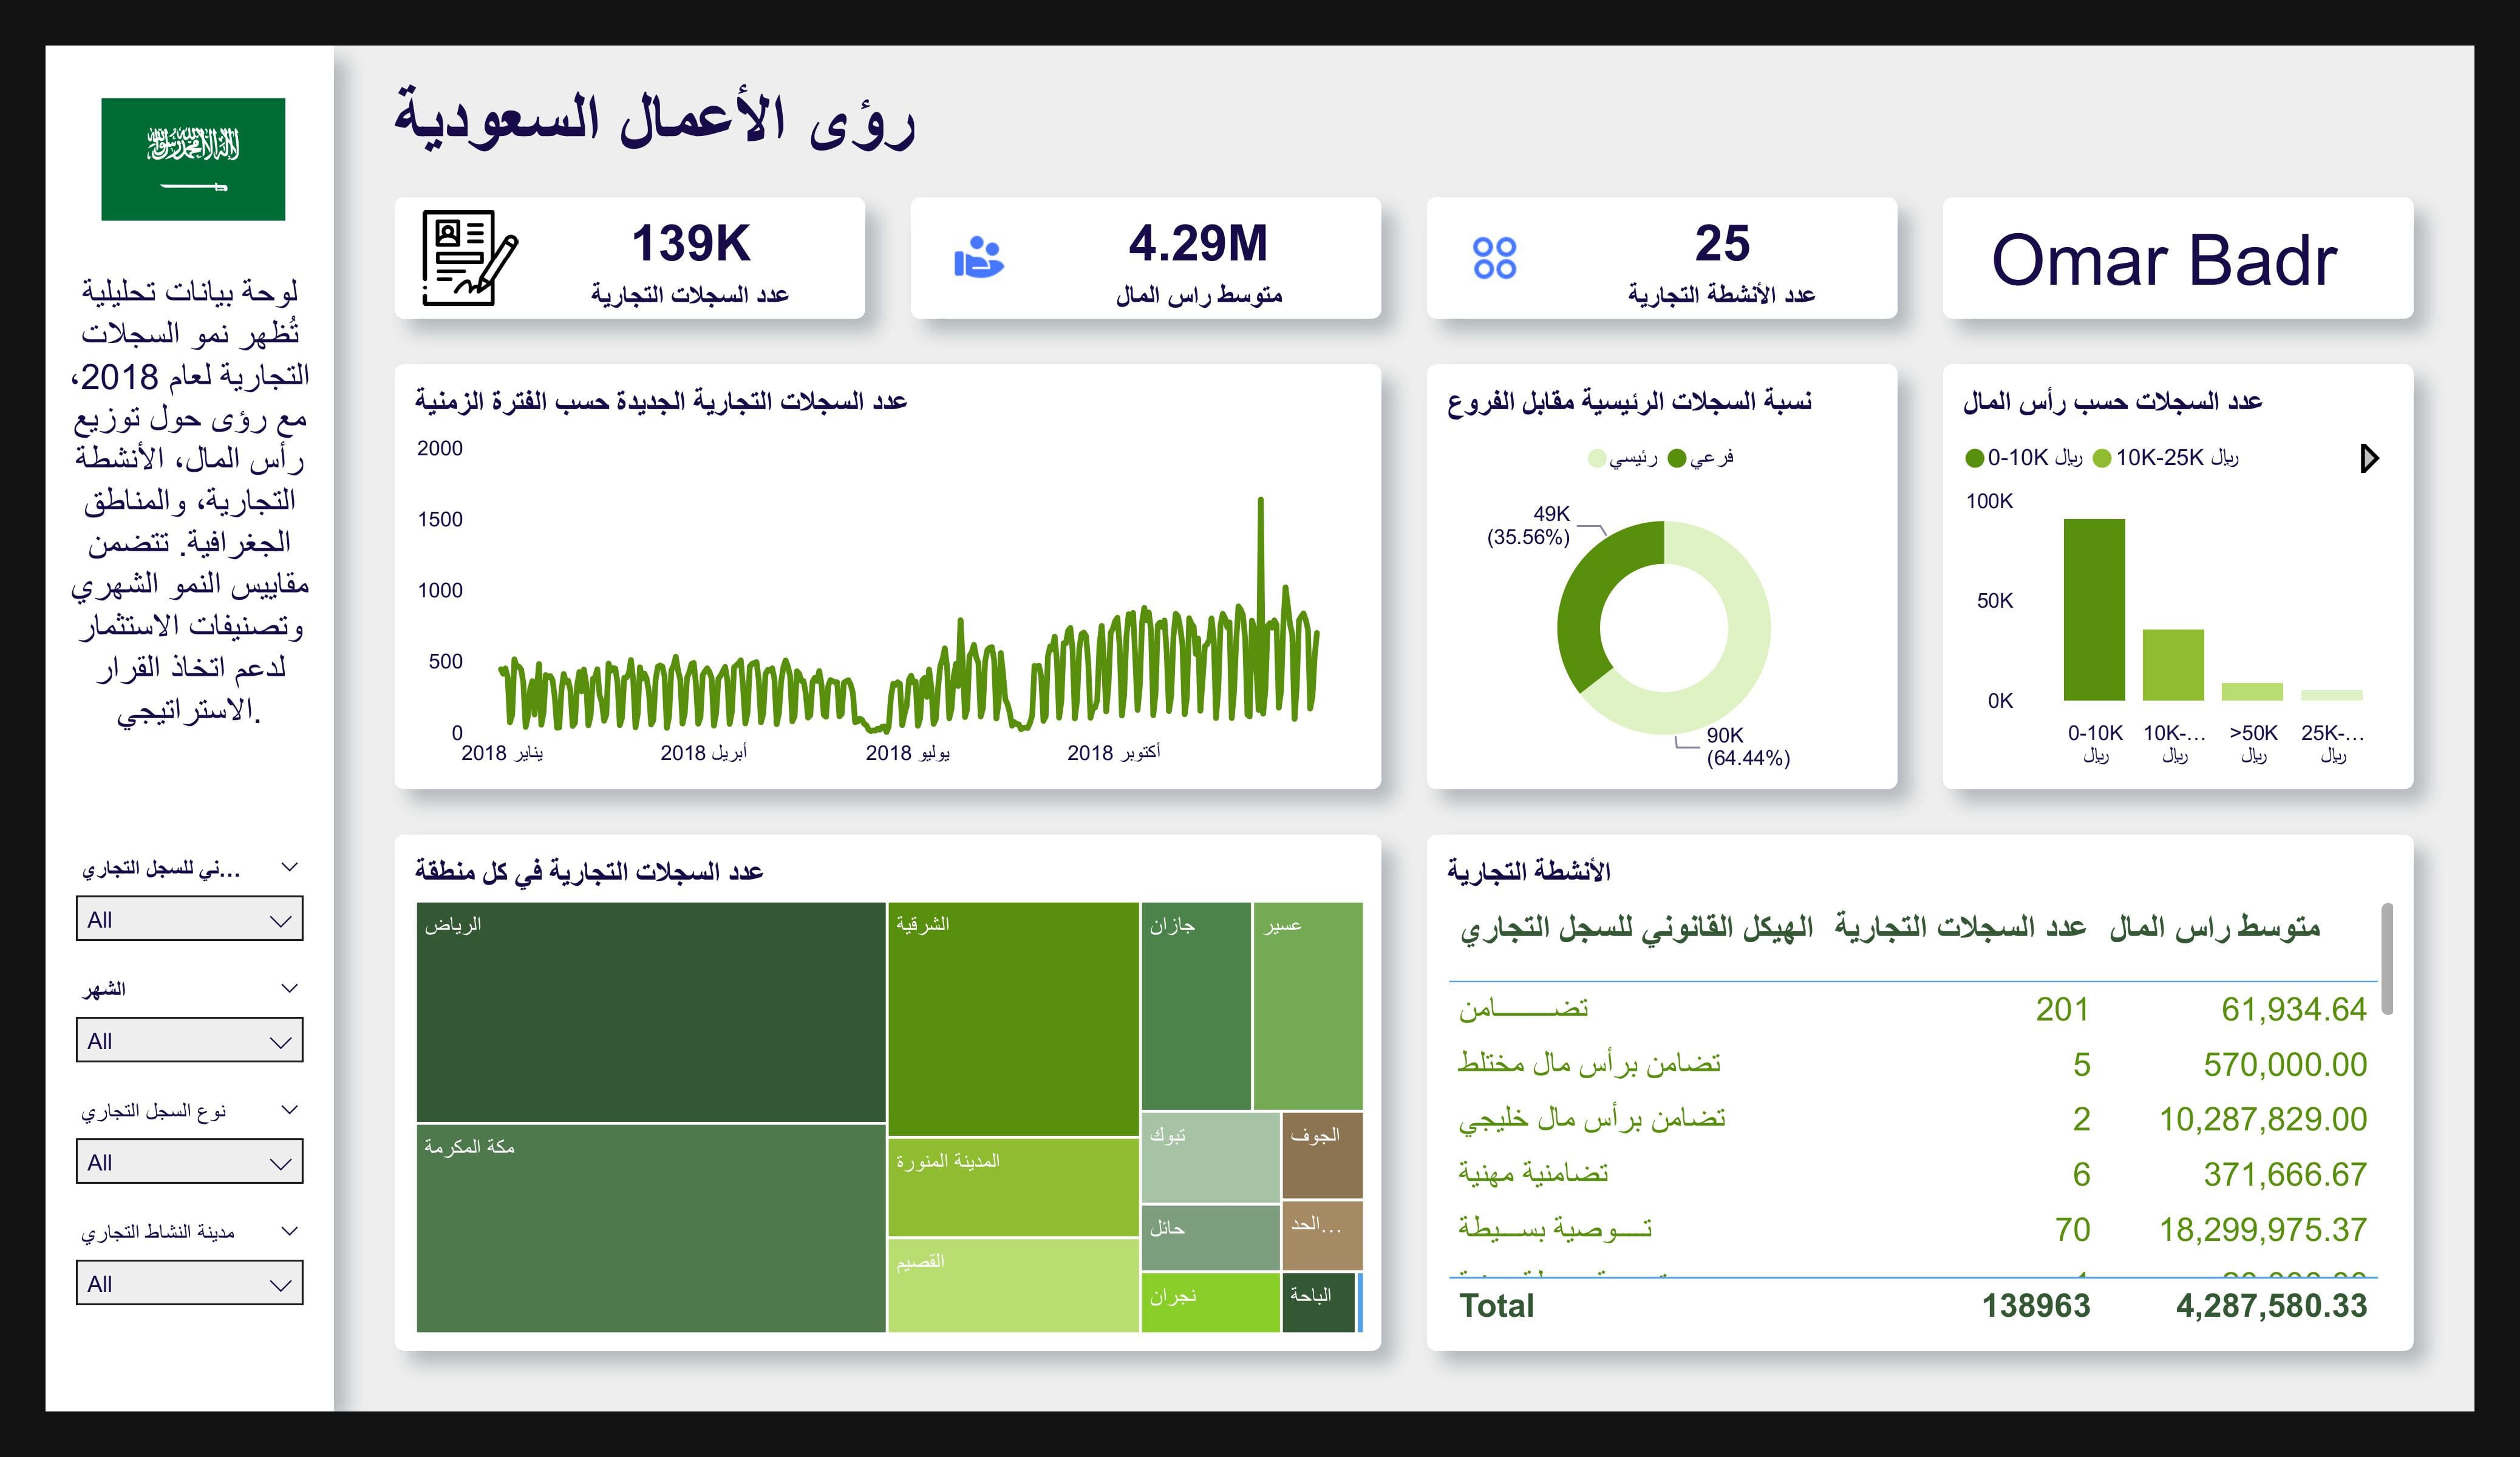 لا إله إلا الله محمد رسول الله
رؤى الأعمال السعودية
لوحة بيانات تحليلية
تُظهر نمو السجلات
التجارية لعام 2018،
مع رؤى حول توزيع
رأس المال، الأنشطة
التجارية، والمناطق
الجغرافية. تتضمن
مقاييس النمو الشهري
وتصنيفات الاستثمار
لدعم اتخاذ القرار
الاستراتيجي.
...ني للسجل التجاري
All
الشهر
All
نوع السجل التجاري
All
مدينة النشاط التجاري
All
139K
عدد السجلات التجارية
4.29M
متوسط راس المال
25
عدد الأنشطة التجارية
Omar Badr
عدد السجلات التجارية الجديدة حسب الفترة الزمنية
2000
1500
1000
500
0
يناير 2018
أبريل 2018
يوليو 2018
أكتوبر 2018
نسبة السجلات الرئيسية مقابل الفروع
رئيسي فرعي
49K
(35.56%)
90K
(64.44%)
عدد السجلات حسب رأس المال
0-10K ريال 10K-25K ريال
100K
50K
0K
0-10K ريال
10K-... ريال
>50K ريال
25K-... ريال
عدد السجلات التجارية في كل منطقة
الرياض
مكة المكرمة
الشرقية
المدينة المنورة
القصيم
جازان
عسير
تبوك
حائل
نجران
الجوف
الحد...
الباحة
الأنشطة التجارية
الهيكل القانوني للسجل التجاري عدد السجلات التجارية متوسط راس المال
تضـــــــامن 201 61,934.64
تضامن برأس مال مختلط 5 570,000.00
تضامن برأس مال خليجي 2 10,287,829.00
تضامنية مهنية 6 371,666.67
تـــوصية بســـيطة 70 18,299,975.37
Total 138963 4,287,580.33